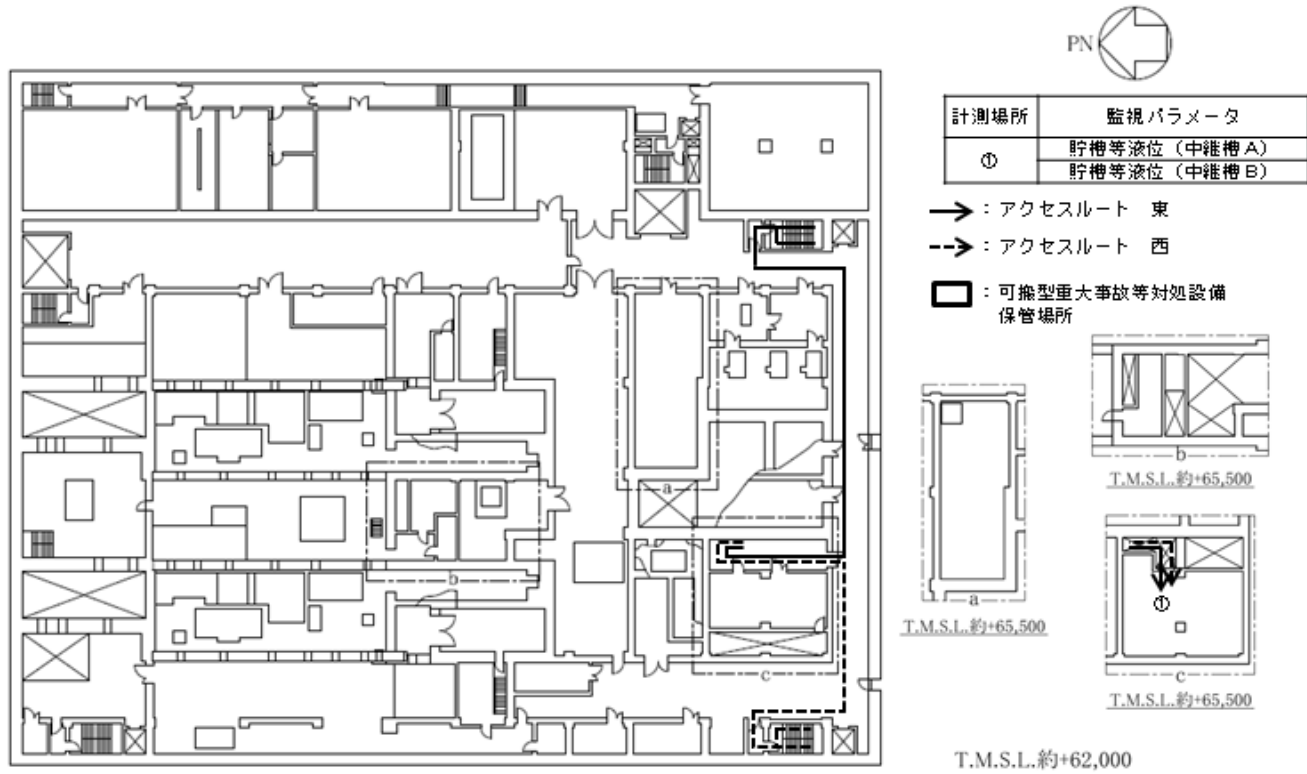 PN
計測場所 監視パラメータ
① 貯槽等液位（中継槽A）
貯槽等液位（中継槽B）
：アクセスルート 東
：アクセスルート 西
：可搬型重大事故等対処設備
保管場所
a
b
c
a
T.M.S.L.約+65,500
b
T.M.S.L.約+65,500
①
c
T.M.S.L.約+65,500
T.M.S.L.約+62,000